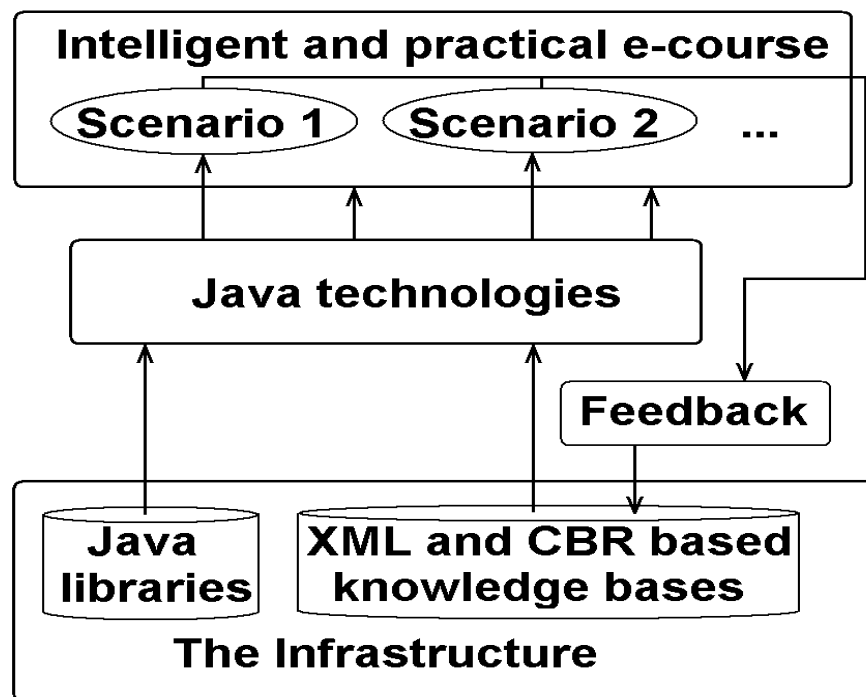 Intelligent and practical e-course
Scenario 1
Scenario 2
...
Java technologies
Feedback
Java
libraries
XML and CBR based
knowledge bases
The Infrastructure